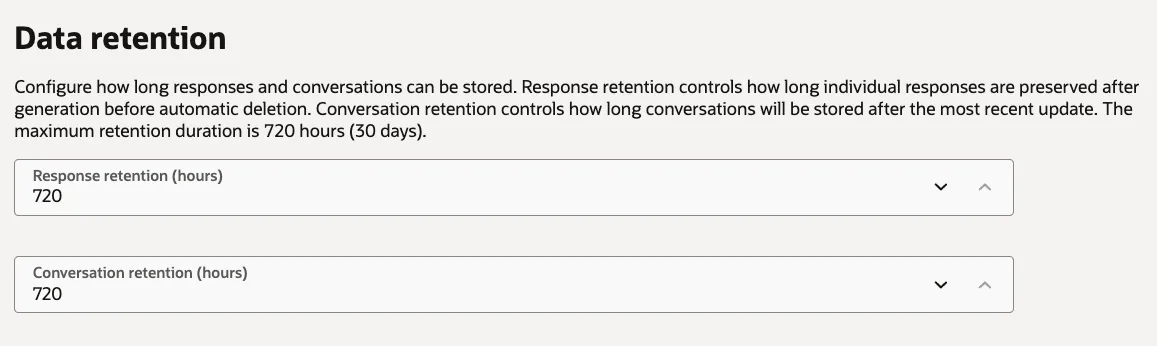 Data retention
Configure how long responses and conversations can be stored. Response retention controls how long individual responses are preserved after
generation before automatic deletion. Conversation retention controls how long conversations will be stored after the most recent update. The
maximum retention duration is 720 hours (30 days).
Response retention (hours)
720
Conversation retention (hours)
720